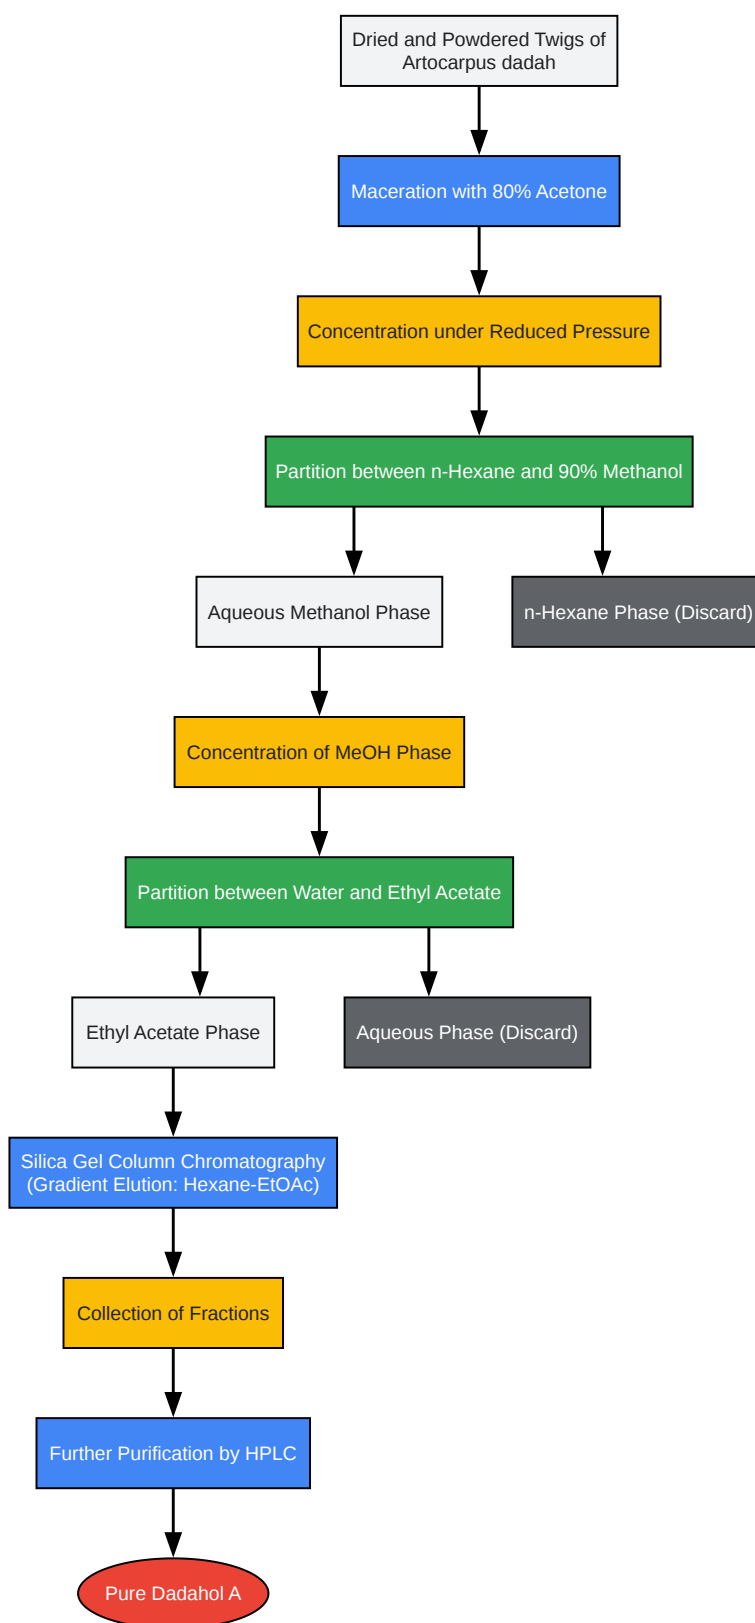 Dried and Powdered Twigs of
Artocarpus dadah
Maceration with 80% Acetone
Concentration under Reduced Pressure
Partition between n-Hexane and 90% Methanol
Aqueous Methanol Phase
n-Hexane Phase (Discard)
Concentration of MeOH Phase
Partition between Water and Ethyl Acetate
Ethyl Acetate Phase
Aqueous Phase (Discard)
Silica Gel Column Chromatography
(Gradient Elution: Hexane-EtOAc)
Collection of Fractions
Further Purification by HPLC
Pure Dadahol A